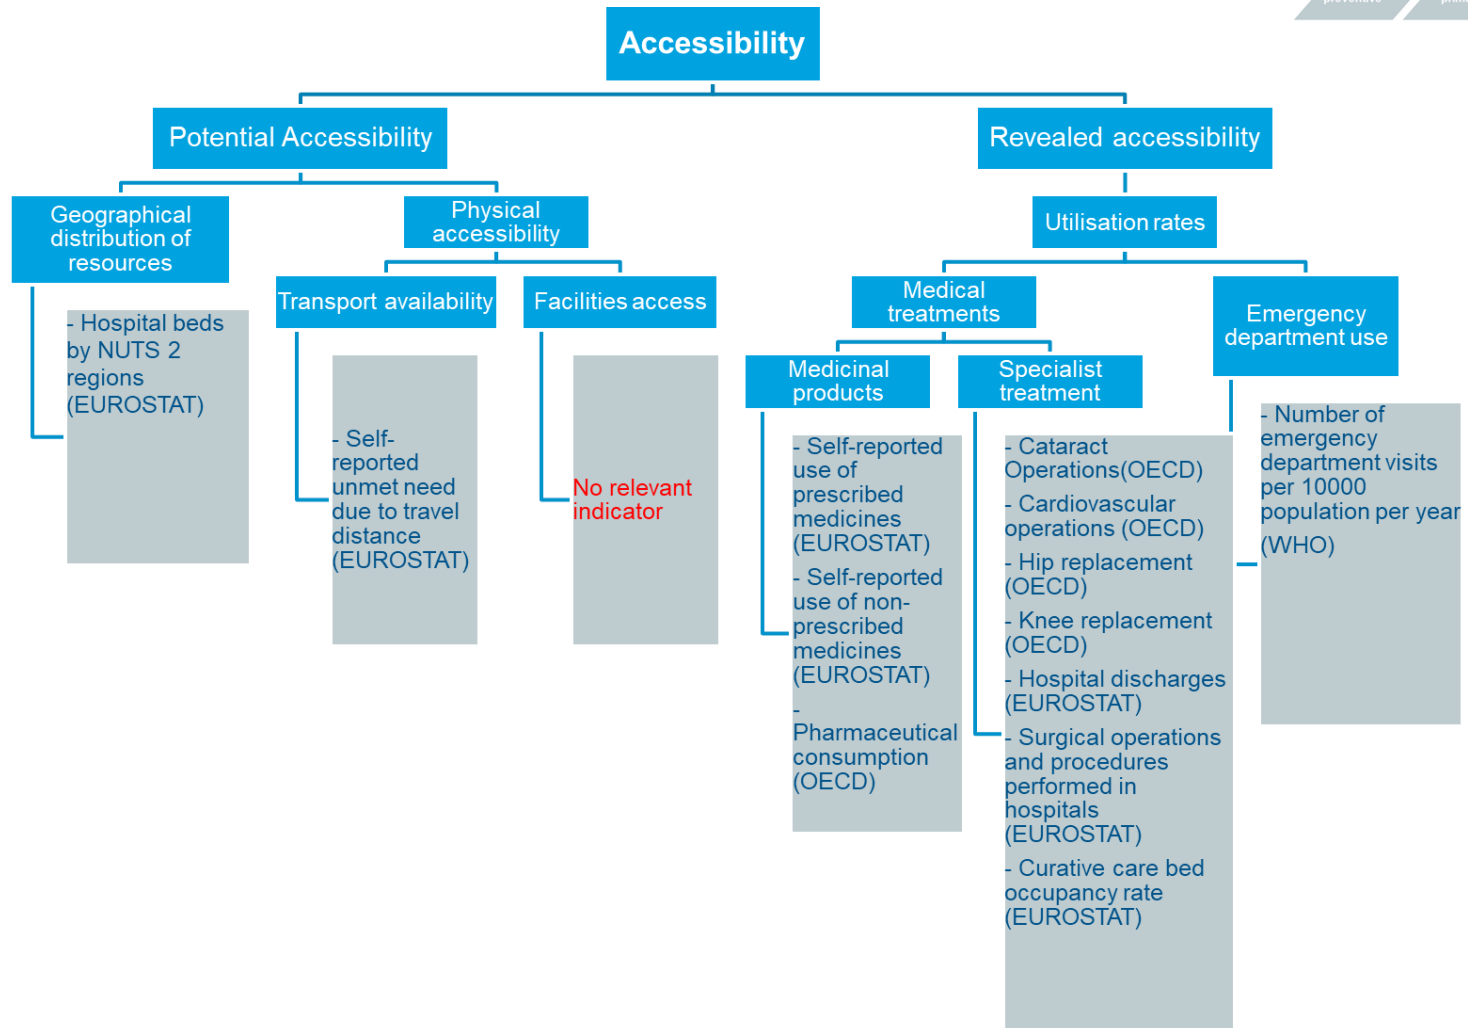 Accessibility
Potential Accessibility
Revealed accessibility
Geographical
distribution of
resources
Physical
accessibility
Utilisation rates
Transport availability
Facilities access
Medical
treatments
Emergency
department use
Medicinal
products
Specialist
treatment
- Hospital beds
by NUTS 2
regions
(EUROSTAT)
- Self-
reported
unmet need
due to travel
distance
(EUROSTAT)
No relevant
indicator
- Self-reported
use of
prescribed
medicines
(EUROSTAT)
- Self-reported
use of non-
prescribed
medicines
(EUROSTAT)
-
Pharmaceutical
consumption
(OECD)
- Cataract
Operations(OECD)
- Cardiovascular
operations (OECD)
- Hip replacement
(OECD)
- Knee replacement
(OECD)
- Hospital discharges
(EUROSTAT)
- Surgical operations
and procedures
performed in
hospitals
(EUROSTAT)
- Curative care bed
occupancy rate
(EUROSTAT)
- Number of
emergency
department visits
per 10000
population per year
(WHO)